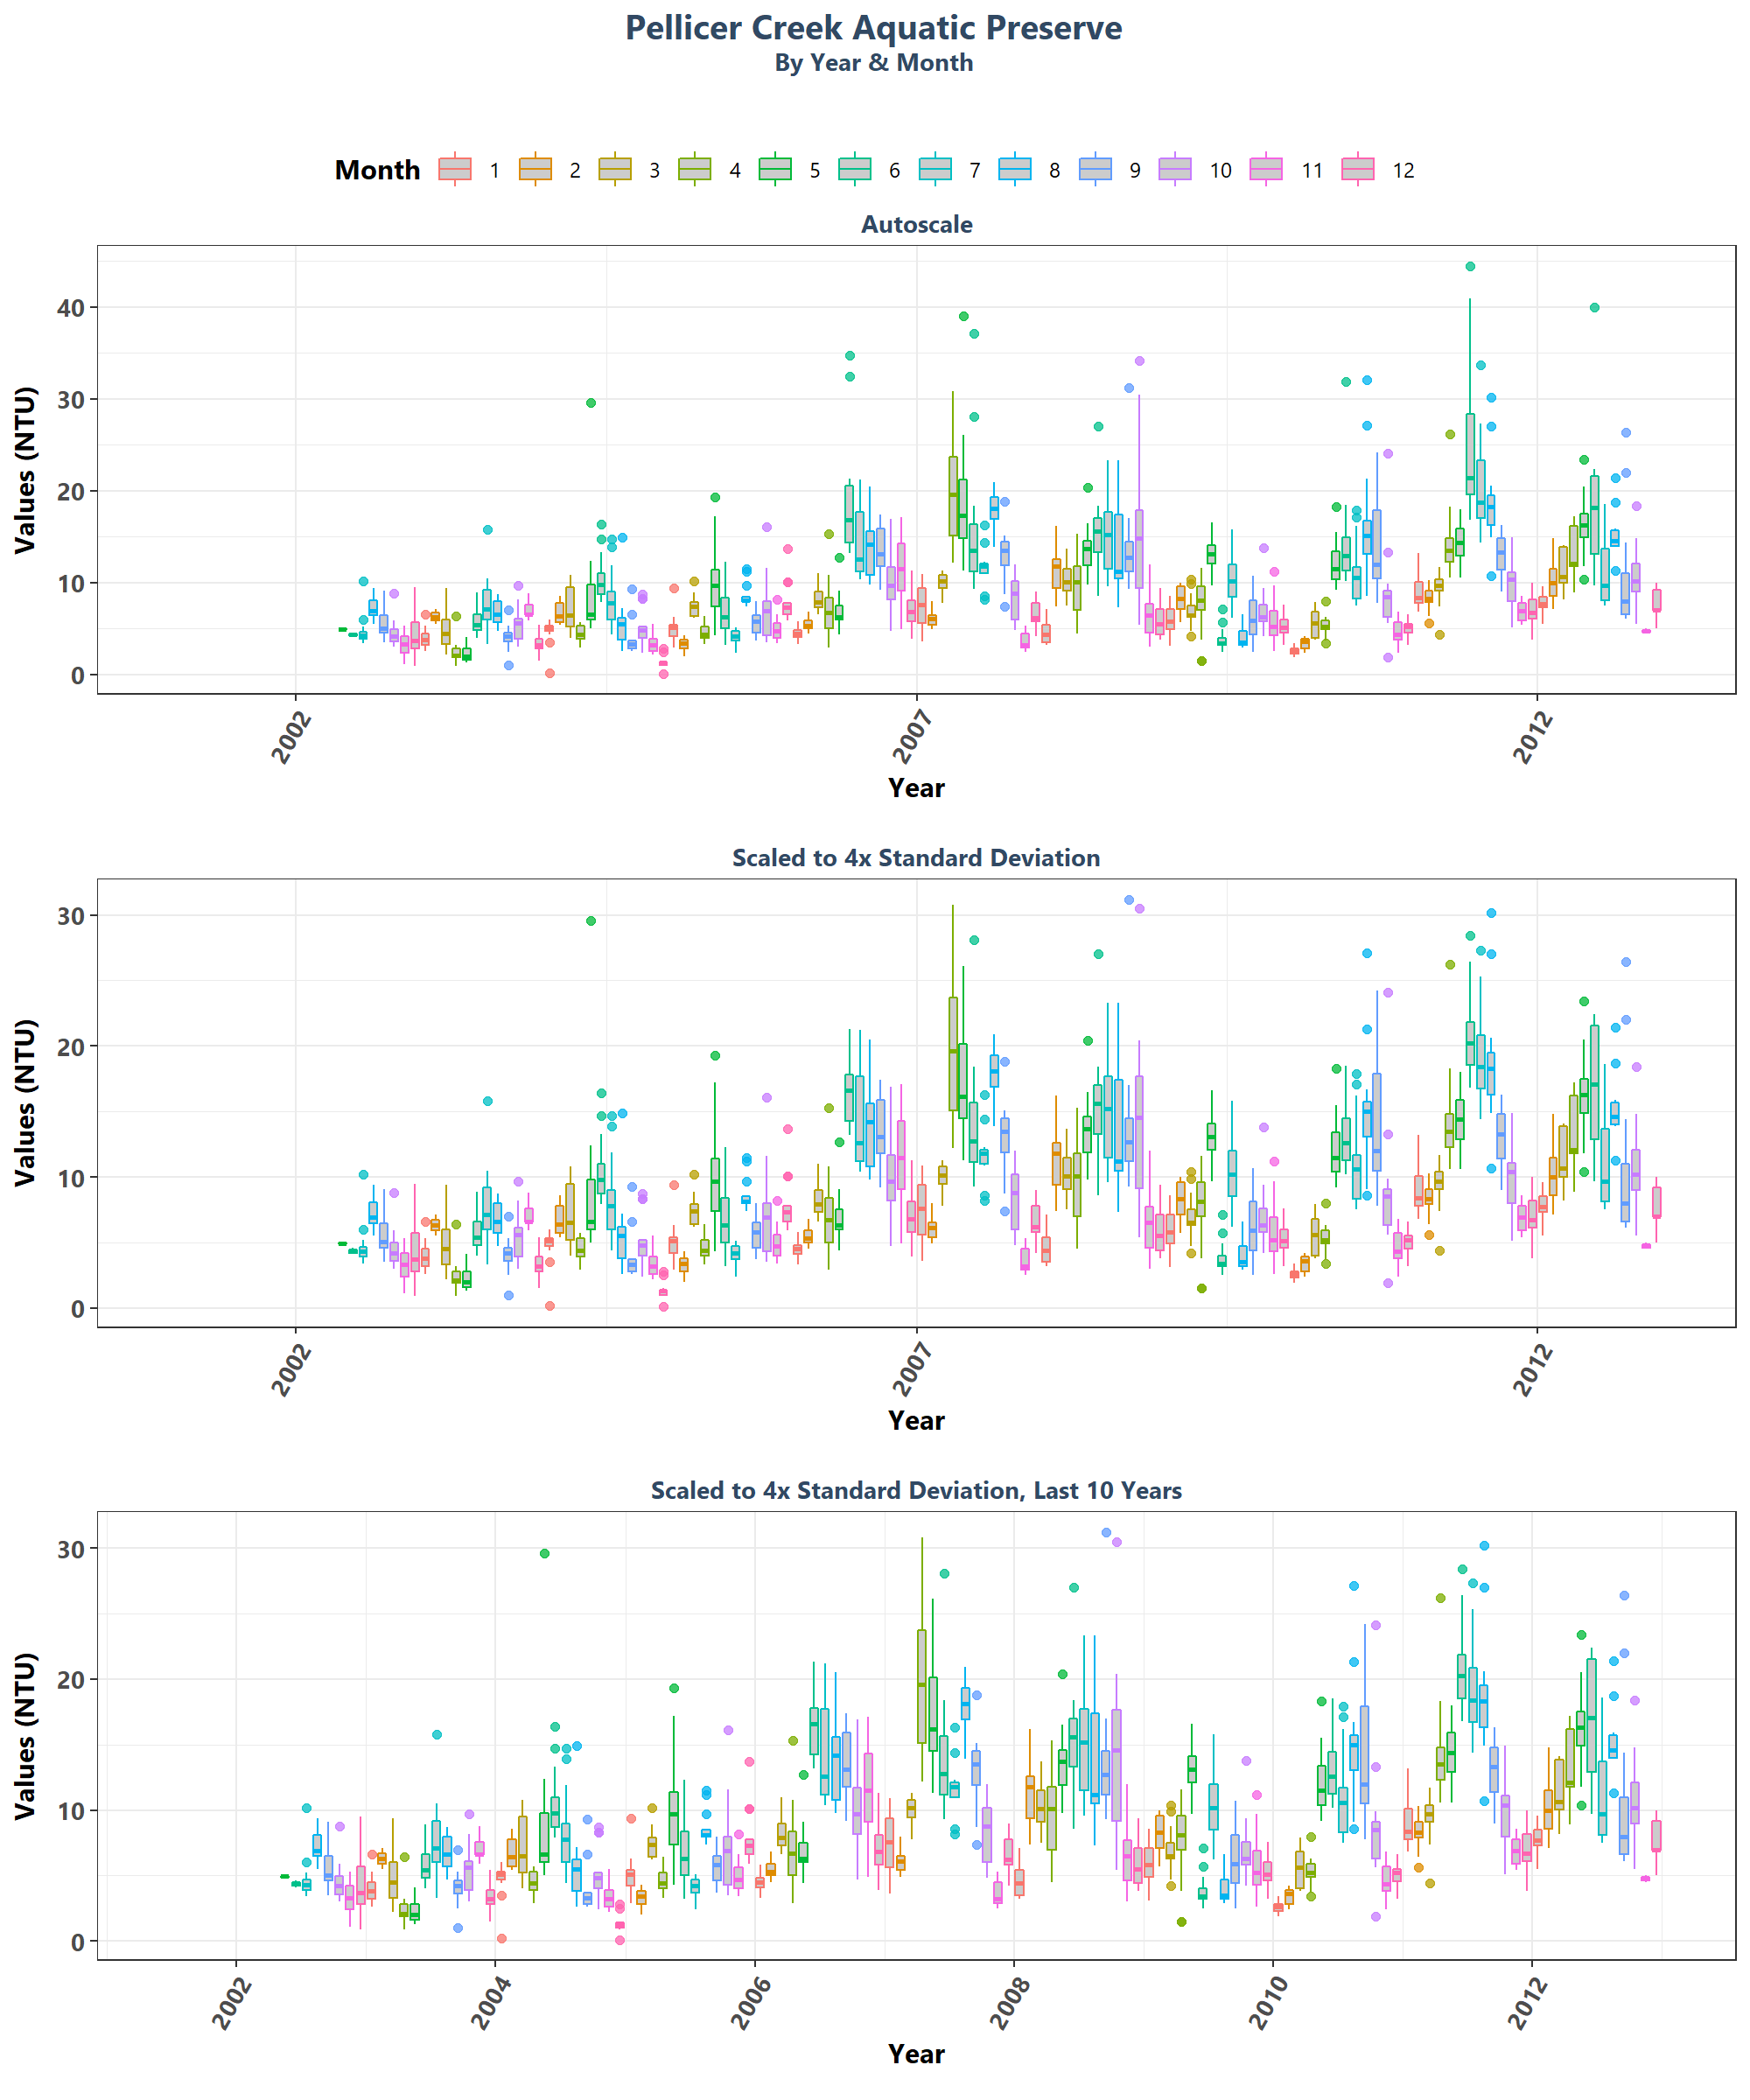 Pellicer Creek Aquatic Preserve
By Year & Month
Month 1 2 3 4 5 6 7 8 9 10 11 12
Autoscale
Values (NTU)
40
30
20
10
0
2002 2007 2012
Year
Scaled to 4x Standard Deviation
Values (NTU)
30
20
10
0
2002 2007 2012
Year
Scaled to 4x Standard Deviation, Last 10 Years
Values (NTU)
30
20
10
0
2002 2004 2006 2008 2010 2012
Year